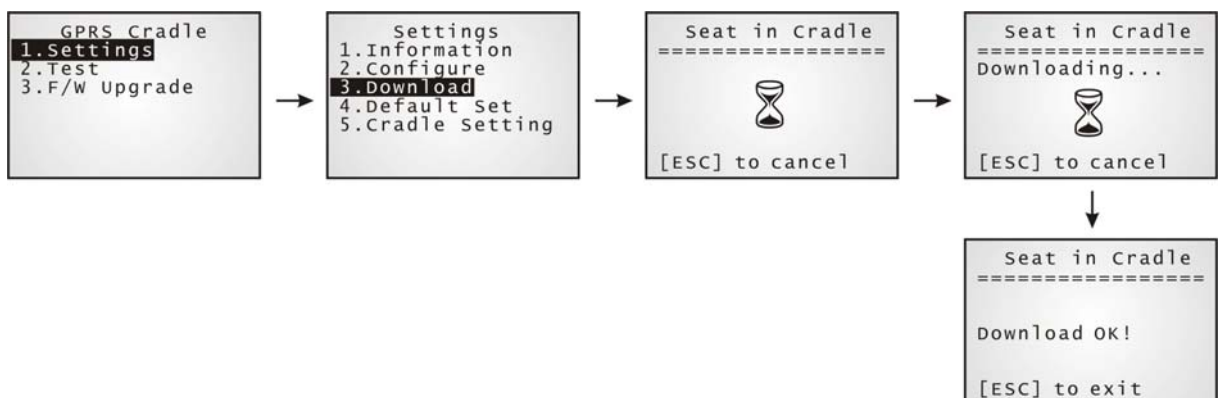 GPRS Cradle
1.Settings
2.Test
3.F/W Upgrade
Settings
1.Information
2.Configure
3.Download
4.Default Set
5.Cradle Setting
Seat in Cradle
=================
[ESC] to cancel
Seat in Cradle
=================
Downloading...
[ESC] to cancel
Seat in Cradle
=================
Download OK!
[ESC] to exit